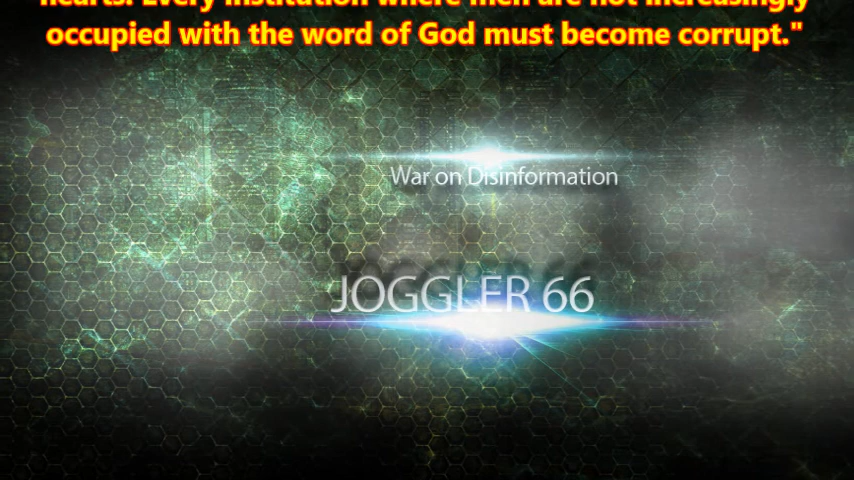 hearts. Every institution where men are not increasingly
occupied with the word of God must become corrupt."
War on Disinformation
JOGGLER 66